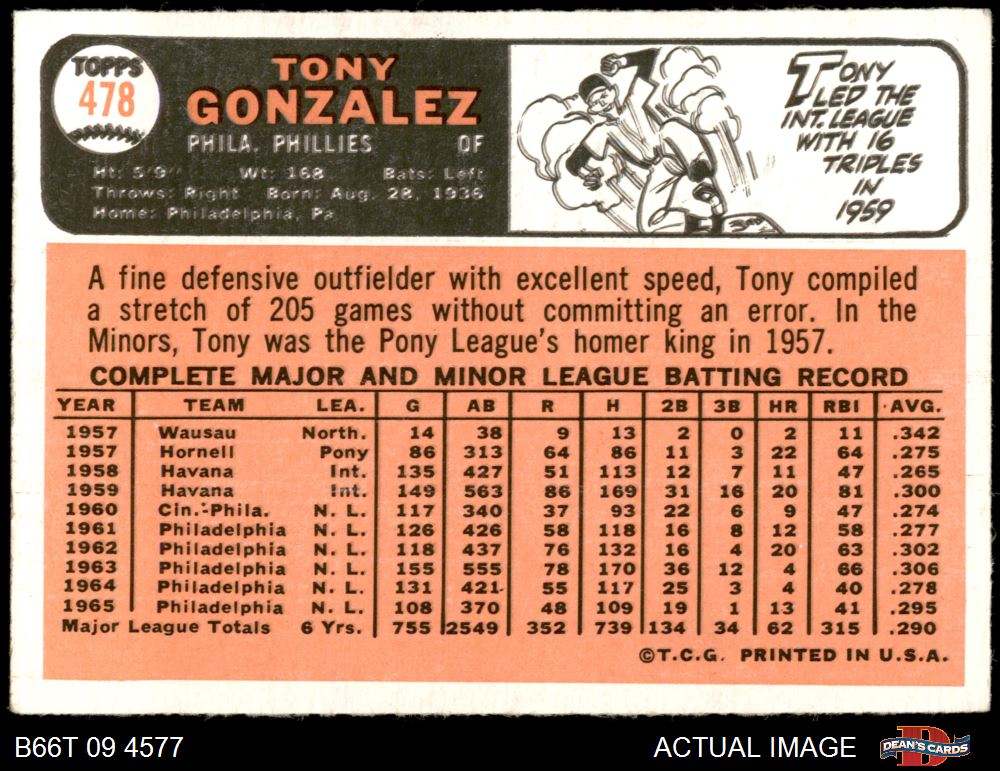 TOPPS
478
TONY
GONZALEZ
PHILA. PHILLIES OF
Ht: 5'9" Wt: 168 Bats: Left
Throws: Right Born: Aug. 28, 1936
Home: Philadelphia, Pa
TONY
LED THE
INT. LEAGUE
WITH 16
TRIPLES
IN
1959
A fine defensive outfielder with excellent speed, Tony compiled
a stretch of 205 games without committing an error. In the
Minors, Tony was the Pony League's homer king in 1957.
COMPLETE MAJOR AND MINOR LEAGUE BATTING RECORD
YEAR TEAM LEA. G AB R H 2B 3B HR RBI AVG.
1957 Wausau North. 14 38 9 13 2 0 2 11 .342
1957 Hornell Pony 86 313 64 86 11 3 22 64 .275
1958 Havana Int. 135 427 51 113 12 7 11 47 .265
1959 Havana Int. 149 563 86 169 31 16 20 81 .300
1960 Cin.-Phila. N. L. 117 340 37 93 22 6 9 47 .274
1961 Philadelphia N. L. 126 426 58 118 16 8 12 58 .277
1962 Philadelphia N. L. 118 437 76 132 16 4 20 63 .302
1963 Philadelphia N. L. 155 555 78 170 36 12 4 66 .306
1964 Philadelphia N. L. 131 421 55 117 25 3 4 40 .278
1965 Philadelphia N. L. 108 370 48 109 19 1 13 41 .295
Major League Totals 6 Yrs. 755 2549 352 739 134 34 62 315 .290
©T.C.G. PRINTED IN U.S.A.
B66T 09 4577 ACTUAL IMAGE DEAN'S CARDS